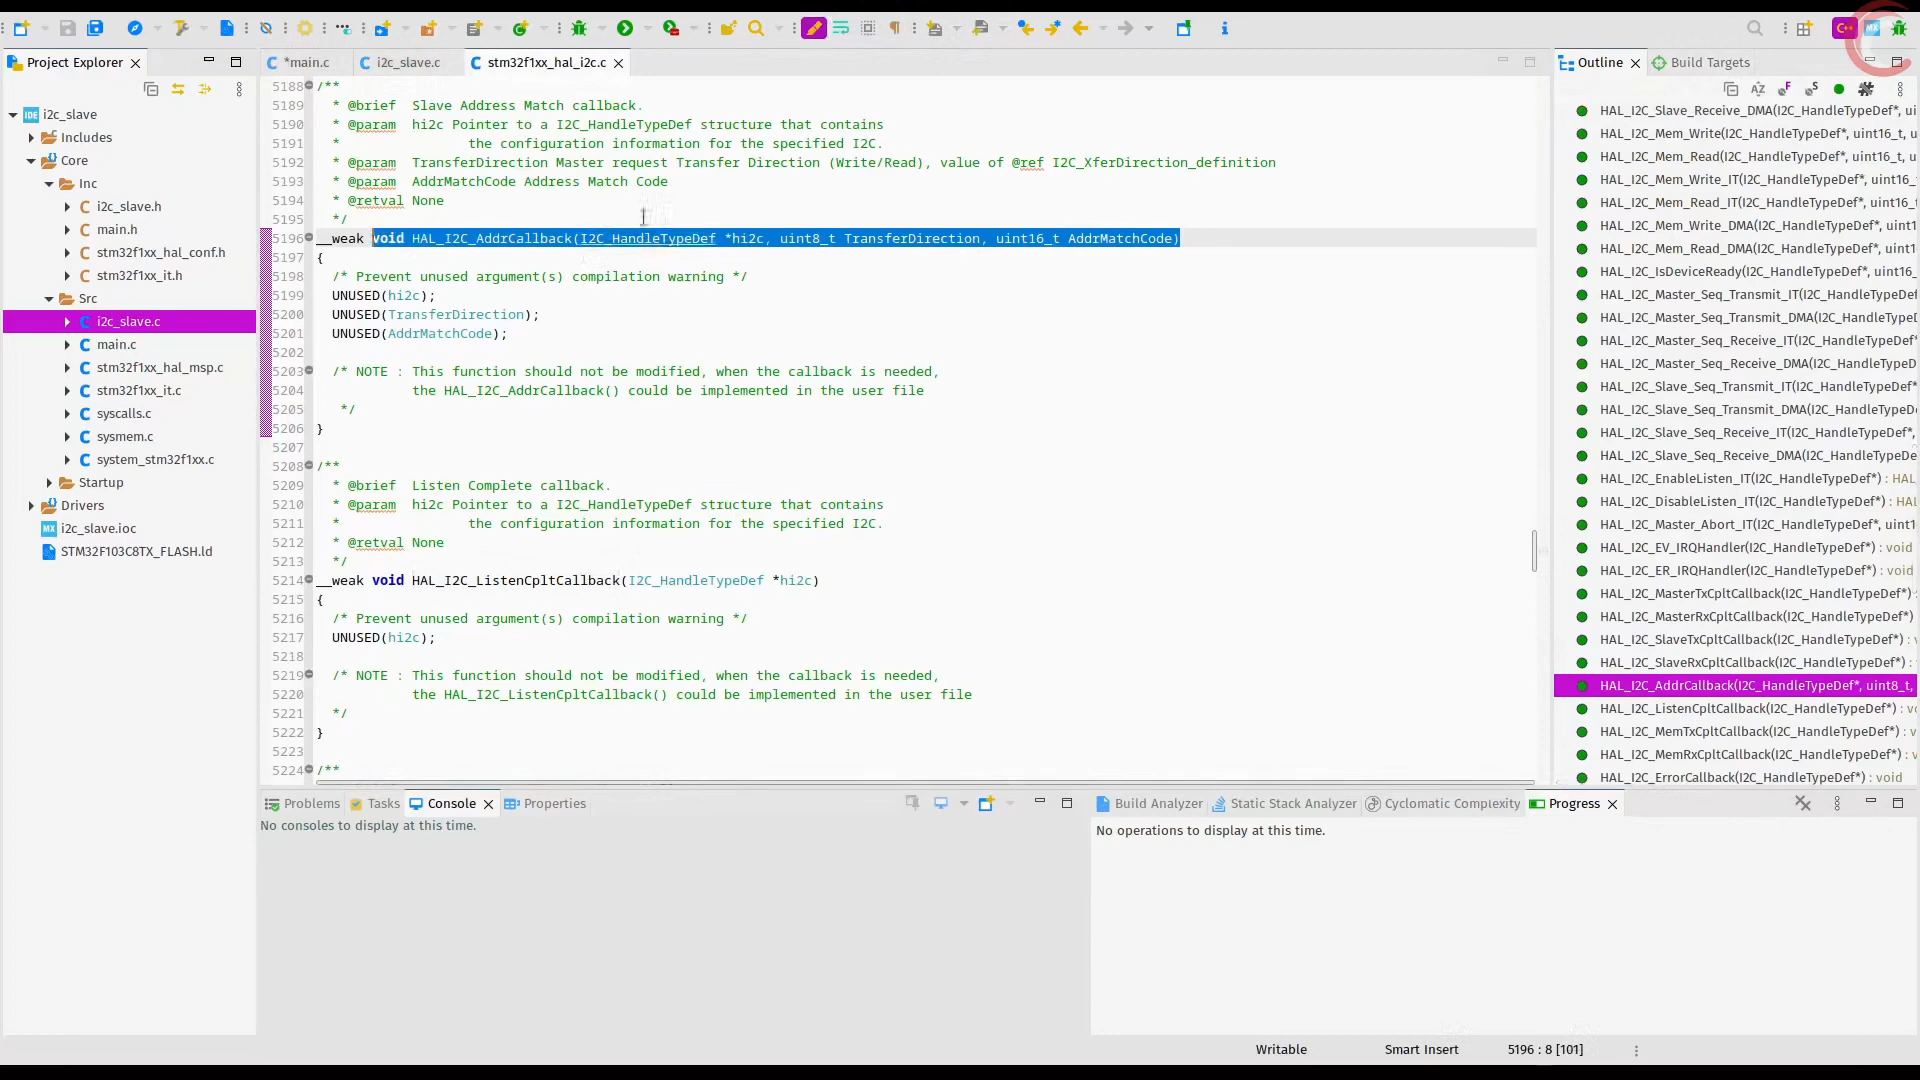 Project Explorer
*main.c
i2c_slave.c
stm32f1xx_hal_i2c.c
Outline
Build Targets
i2c_slave
Includes
Core
Inc
i2c_slave.h
main.h
stm32f1xx_hal_conf.h
stm32f1xx_it.h
Src
i2c_slave.c
main.c
stm32f1xx_hal_msp.c
stm32f1xx_it.c
syscalls.c
sysmem.c
system_stm32f1xx.c
Startup
Drivers
i2c_slave.ioc
STM32F103C8TX_FLASH.ld
5188 /**
5189 * @brief  Slave Address Match callback.
5190 * @param  hi2c Pointer to a I2C_HandleTypeDef structure that contains
5191 *                the configuration information for the specified I2C.
5192 * @param  TransferDirection Master request Transfer Direction (Write/Read), value of @ref I2C_XferDirection_definition
5193 * @param  AddrMatchCode Address Match Code
5194 * @retval None
5195 */
5196 __weak void HAL_I2C_AddrCallback(I2C_HandleTypeDef *hi2c, uint8_t TransferDirection, uint16_t AddrMatchCode)
5197 {
5198 /* Prevent unused argument(s) compilation warning */
5199 UNUSED(hi2c);
5200 UNUSED(TransferDirection);
5201 UNUSED(AddrMatchCode);
5202
5203 /* NOTE : This function should not be modified, when the callback is needed,
5204 the HAL_I2C_AddrCallback() could be implemented in the user file
5205 */
5206 }
5207
5208 /**
5209 * @brief  Listen Complete callback.
5210 * @param  hi2c Pointer to a I2C_HandleTypeDef structure that contains
5211 *                the configuration information for the specified I2C.
5212 * @retval None
5213 */
5214 __weak void HAL_I2C_ListenCpltCallback(I2C_HandleTypeDef *hi2c)
5215 {
5216 /* Prevent unused argument(s) compilation warning */
5217 UNUSED(hi2c);
5218
5219 /* NOTE : This function should not be modified, when the callback is needed,
5220 the HAL_I2C_ListenCpltCallback() could be implemented in the user file
5221 */
5222 }
5223
5224 /**
HAL_I2C_Slave_Receive_DMA(I2C_HandleTypeDef*, ui
HAL_I2C_Mem_Write(I2C_HandleTypeDef*, uint16_t,
HAL_I2C_Mem_Read(I2C_HandleTypeDef*, uint16_t,
HAL_I2C_Mem_Write_IT(I2C_HandleTypeDef*, uint16
HAL_I2C_Mem_Read_IT(I2C_HandleTypeDef*, uint16_
HAL_I2C_Mem_Write_DMA(I2C_HandleTypeDef*, uin
HAL_I2C_Mem_Read_DMA(I2C_HandleTypeDef*, uint
HAL_I2C_IsDeviceReady(I2C_HandleTypeDef*, uint16
HAL_I2C_Master_Seq_Transmit_IT(I2C_HandleTypeDef
HAL_I2C_Master_Seq_Transmit_DMA(I2C_HandleType
HAL_I2C_Master_Seq_Receive_IT(I2C_HandleTypeDef*
HAL_I2C_Master_Seq_Receive_DMA(I2C_HandleTypeD
HAL_I2C_Slave_Seq_Transmit_IT(I2C_HandleTypeDef*
HAL_I2C_Slave_Seq_Transmit_DMA(I2C_HandleTypeD
HAL_I2C_Slave_Seq_Receive_IT(I2C_HandleTypeDef*,
HAL_I2C_Slave_Seq_Receive_DMA(I2C_HandleTypeDe
HAL_I2C_EnableListen_IT(I2C_HandleTypeDef*) : HAL
HAL_I2C_DisableListen_IT(I2C_HandleTypeDef*) : HA
HAL_I2C_Master_Abort_IT(I2C_HandleTypeDef*, uint1
HAL_I2C_EV_IRQHandler(I2C_HandleTypeDef*) : void
HAL_I2C_ER_IRQHandler(I2C_HandleTypeDef*) : void
HAL_I2C_MasterTxCpltCallback(I2C_HandleTypeDef*) :
HAL_I2C_MasterRxCpltCallback(I2C_HandleTypeDef*)
HAL_I2C_SlaveTxCpltCallback(I2C_HandleTypeDef*) : v
HAL_I2C_SlaveRxCpltCallback(I2C_HandleTypeDef*) : v
HAL_I2C_AddrCallback(I2C_HandleTypeDef*, uint8_t,
HAL_I2C_ListenCpltCallback(I2C_HandleTypeDef*) : vo
HAL_I2C_MemTxCpltCallback(I2C_HandleTypeDef*) : v
HAL_I2C_MemRxCpltCallback(I2C_HandleTypeDef*) : v
HAL_I2C_ErrorCallback(I2C_HandleTypeDef*) : void
Problems
Tasks
Console
Properties
No consoles to display at this time.
Build Analyzer
Static Stack Analyzer
Cyclomatic Complexity
Progress
No operations to display at this time.
Writable
Smart Insert
5196 : 8 [101]